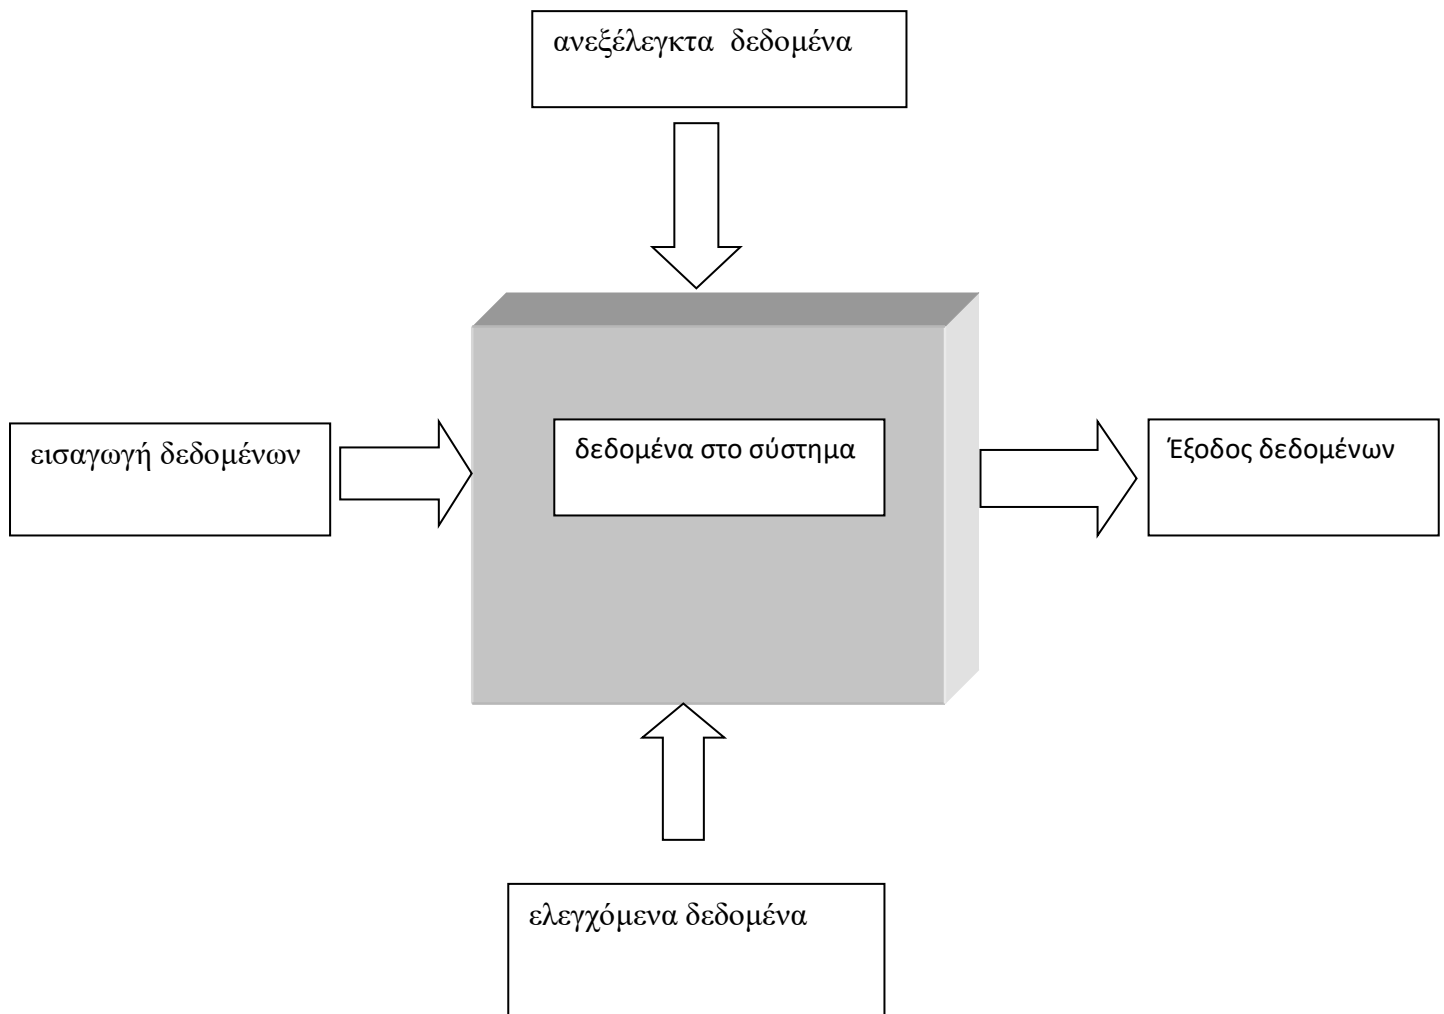 ανεξέλεγκτα δεδομένα
εισαγωγή δεδομένων
δεδομένα στο σύστημα
Έξοδος δεδομένων
ελεγχόμενα δεδομένα